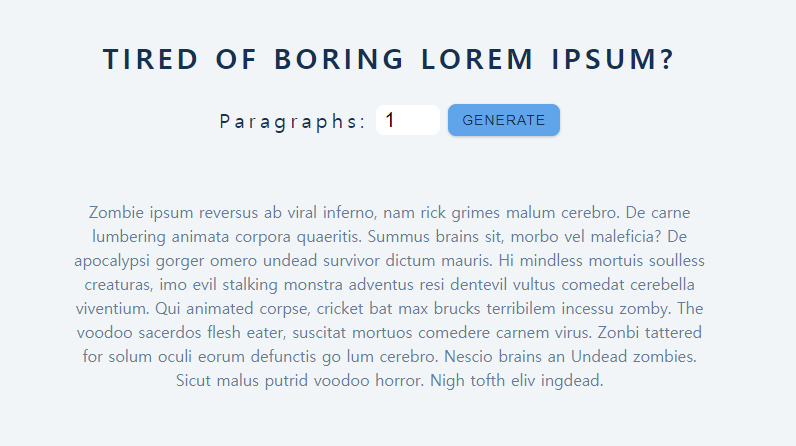 TIRED OF BORING LOREM IPSUM?
Paragraphs: 1 GENERATE
Zombie ipsum reversus ab viral inferno, nam rick grimes malum cerebro. De carne
lumbering animata corpora quaeritis. Summus brains sit, morbo vel maleficia? De
apocalypsi gorger omero undead survivor dictum mauris. Hi mindless mortuis soulless
creaturas, imo evil stalking monstra adventus resi dentevil vultus comedat cerebella
viventium. Qui animated corpse, cricket bat max brucks terribilem incessu zomby. The
voodoo sacerdos flesh eater, suscitat mortuos comedere carnem virus. Zonbi tattered
for solum oculi eorum defunctis go lum cerebro. Nescio brains an Undead zombies.
Sicut malus putrid voodoo horror. Nigh tofth eliv ingdead.